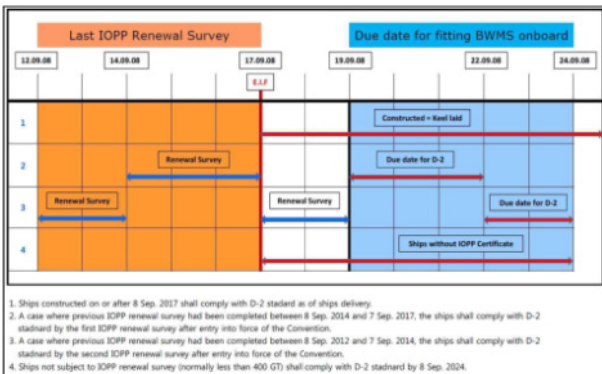 Last IOPP Renewal Survey
Due date for fitting BWMS onboard
12.09.08
14.09.08
17.09.08
19.09.08
22.09.08
24.09.08
E.I.F
1
Constructed = Keel laid
2
Renewal Survey
Due date for D-2
3
Renewal Survey
Renewal Survey
Due date for D-2
4
Ships without IOPP Certificate
1. Ships constructed on or after 8 Sep. 2017 shall comply with D-2 stadard as of ships delivery.
2. A case where previous IOPP renewal survey had been completed between 8 Sep. 2014 and 7 Sep. 2017, the ships shall comply with D-2
stadnard by the first IOPP renewal survey after entry into force of the Convention.
3. A case where previous IOPP renewal survey had been completed between 8 Sep. 2012 and 7 Sep. 2014, the ships shall comply with D-2
stadnard by the second IOPP renewal survey after entry into force of the Convention.
4. Ships not subject to IOPP renewal survey (normally less than 400 GT) shall comply with D-2 stadnard by 8 Sep. 2024.